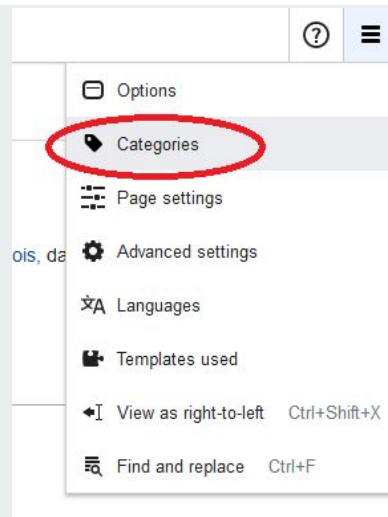 Options
Categories
Page settings
ois, da
Advanced settings
Languages
Templates used
View as right-to-left Ctrl+Shift+X
Find and replace Ctrl+F